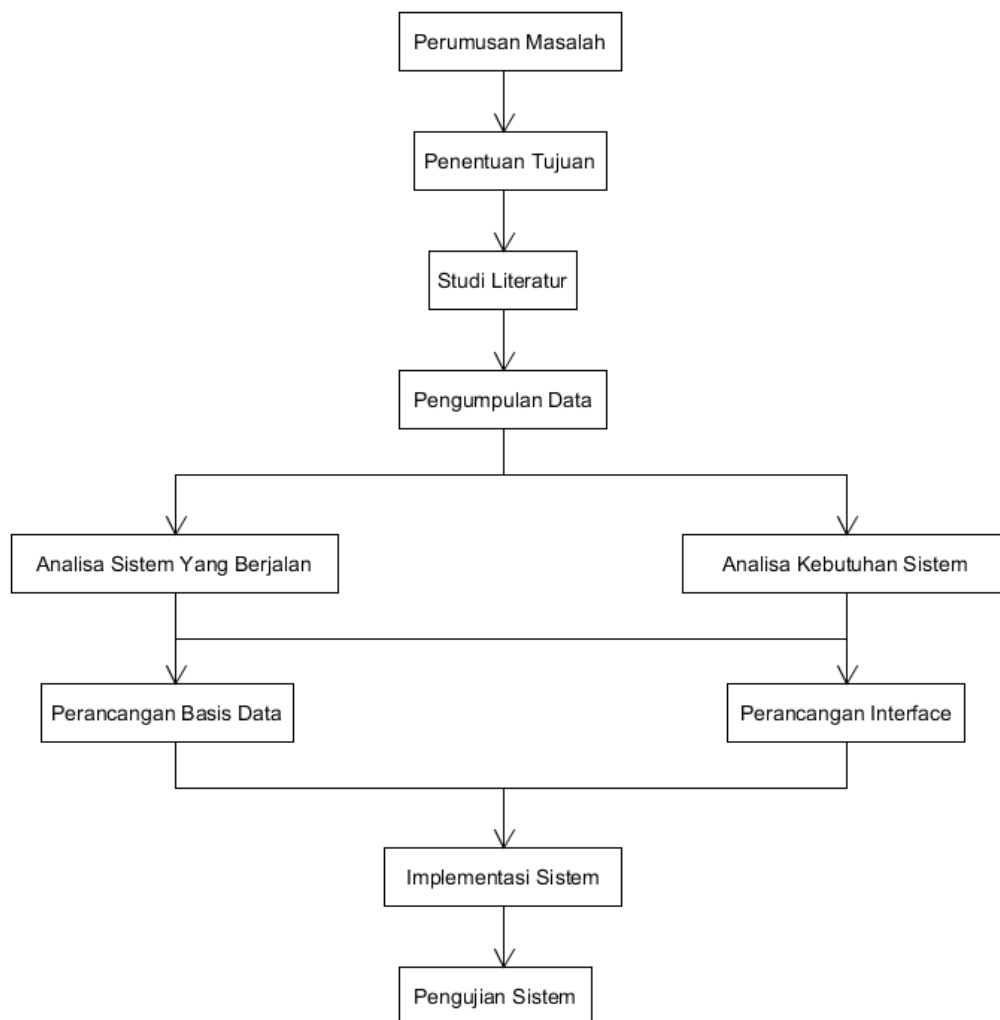 Perumusan Masalah
Penentuan Tujuan
Studi Literatur
Pengumpulan Data
Analisa Sistem Yang Berjalan
Analisa Kebutuhan Sistem
Perancangan Basis Data
Perancangan Interface
Implementasi Sistem
Pengujian Sistem